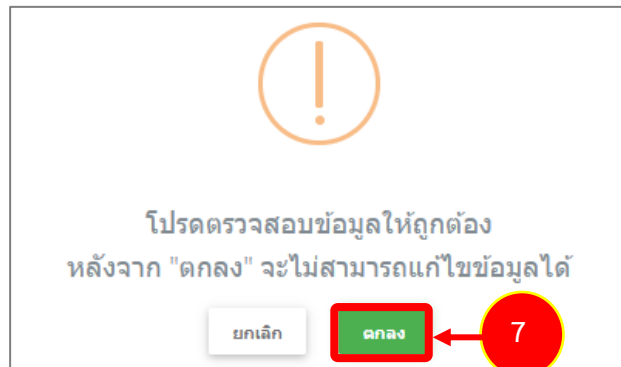 โปรดตรวจสอบข้อมูลให้ถูกต้อง
หลังจาก "ตกลง" จะไม่สามารถแก้ไขข้อมูลได้
ยกเลิก ตกลง 7